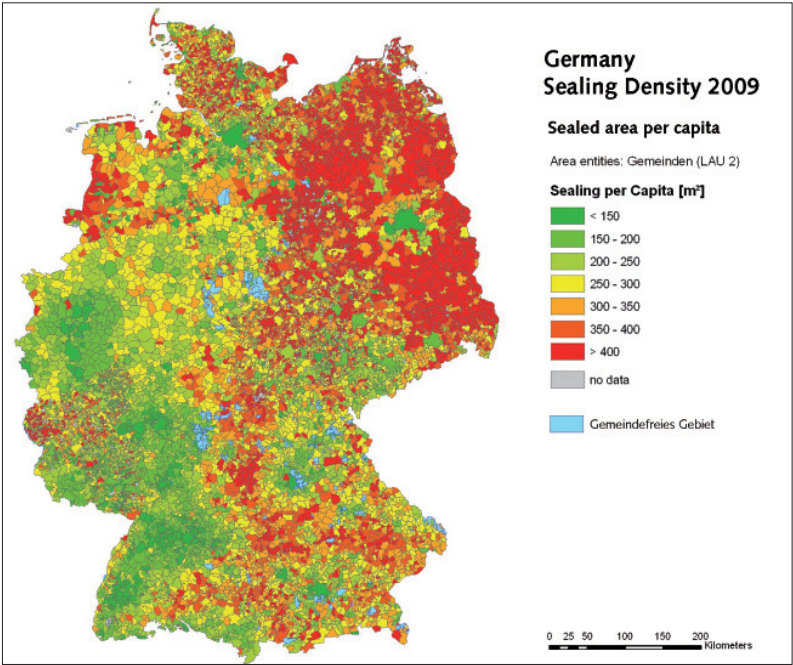 Germany
Sealing Density 2009
Sealed area per capita
Area entities: Gemeinden (LAU 2)
Sealing per Capita [m²]
< 150
150 - 200
200 - 250
250 - 300
300 - 350
350 - 400
> 400
no data
Gemeindefreies Gebiet
0 25 50 100 150 200
Kilometers